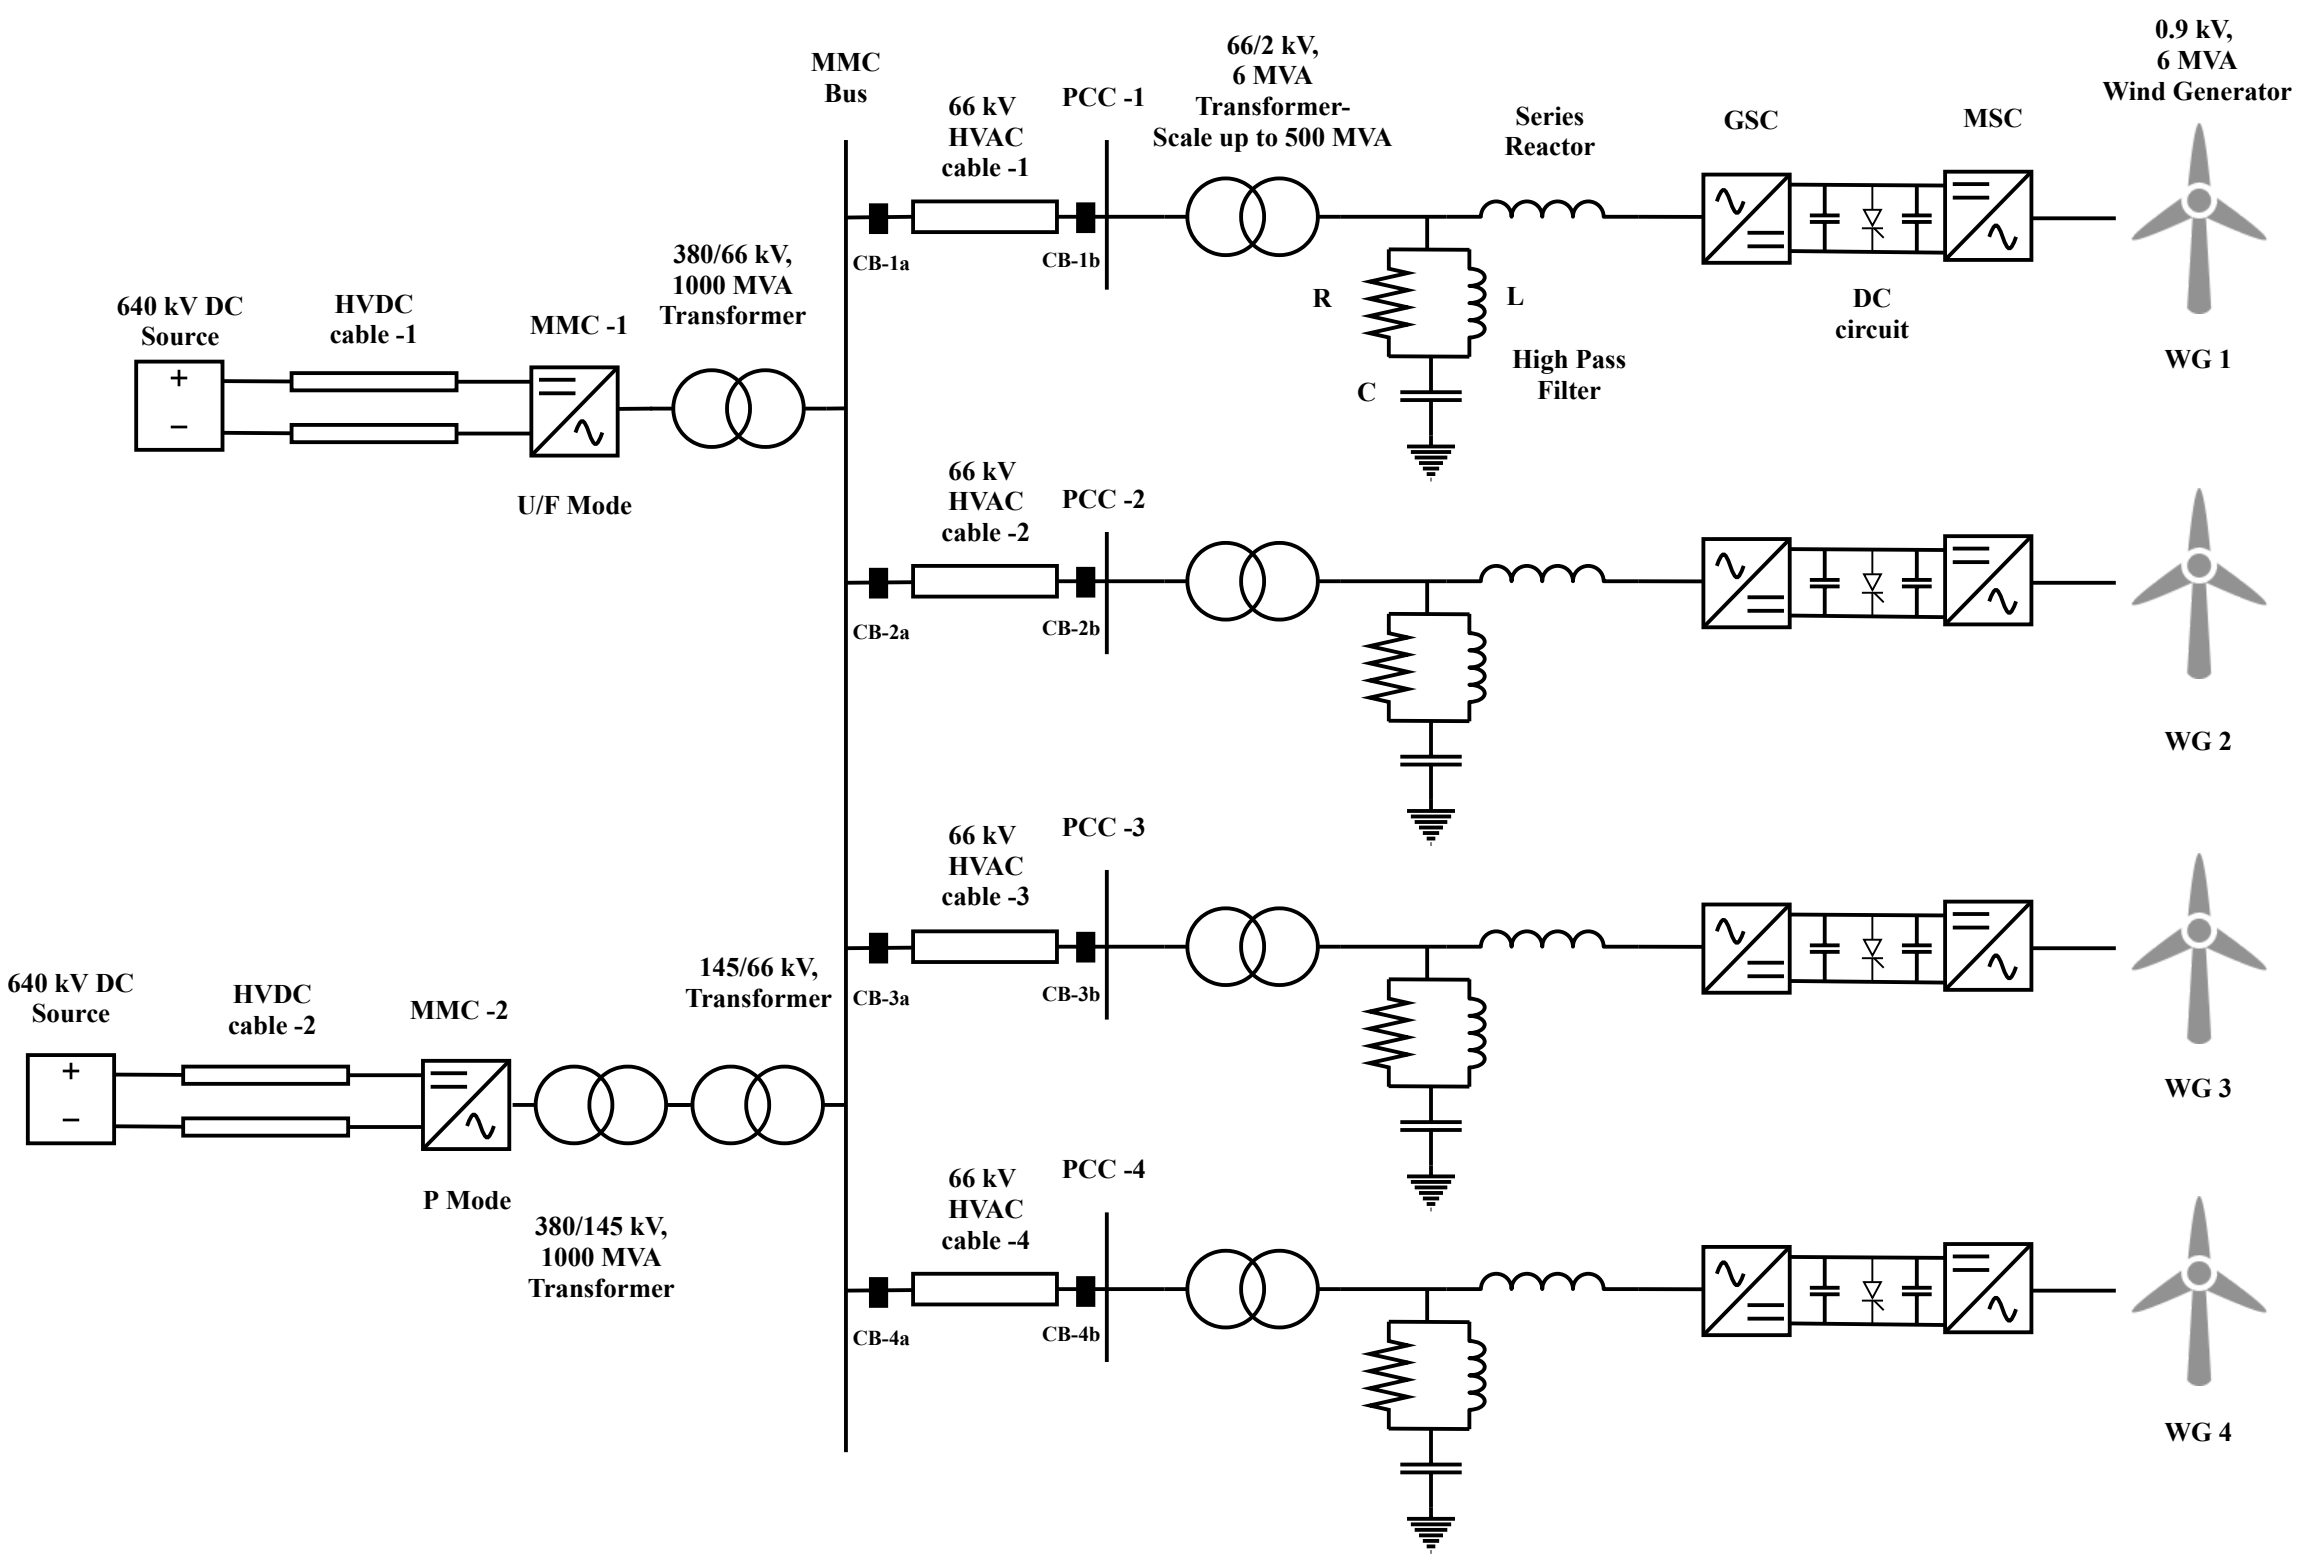 0.9 kV,
6 MVA
Wind Generator
66/2 kV,
6 MVA
Transformer-
Scale up to 500 MVA
MMC
Bus
66 kV
HVAC
cable -1
PCC -1
Series
Reactor
GSC
MSC
CB-1a
CB-1b
380/66 kV,
1000 MVA
Transformer
640 kV DC
Source
HVDC
cable -1
MMC -1
+
−
U/F Mode
R
L
C
High Pass
Filter
DC
circuit
WG 1
66 kV
HVAC
cable -2
PCC -2
CB-2a
CB-2b
WG 2
66 kV
HVAC
cable -3
PCC -3
CB-3a
CB-3b
WG 3
145/66 kV,
Transformer
640 kV DC
Source
HVDC
cable -2
MMC -2
+
−
P Mode
380/145 kV,
1000 MVA
Transformer
66 kV
HVAC
cable -4
PCC -4
CB-4a
CB-4b
WG 4